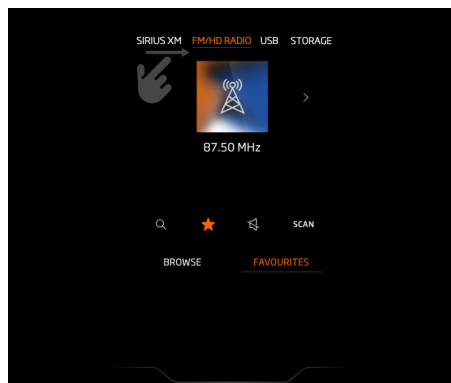 SIRIUS XM FM/HD RADIO USB STORAGE
87.50 MHz
SCAN
BROWSE FAVOURITES